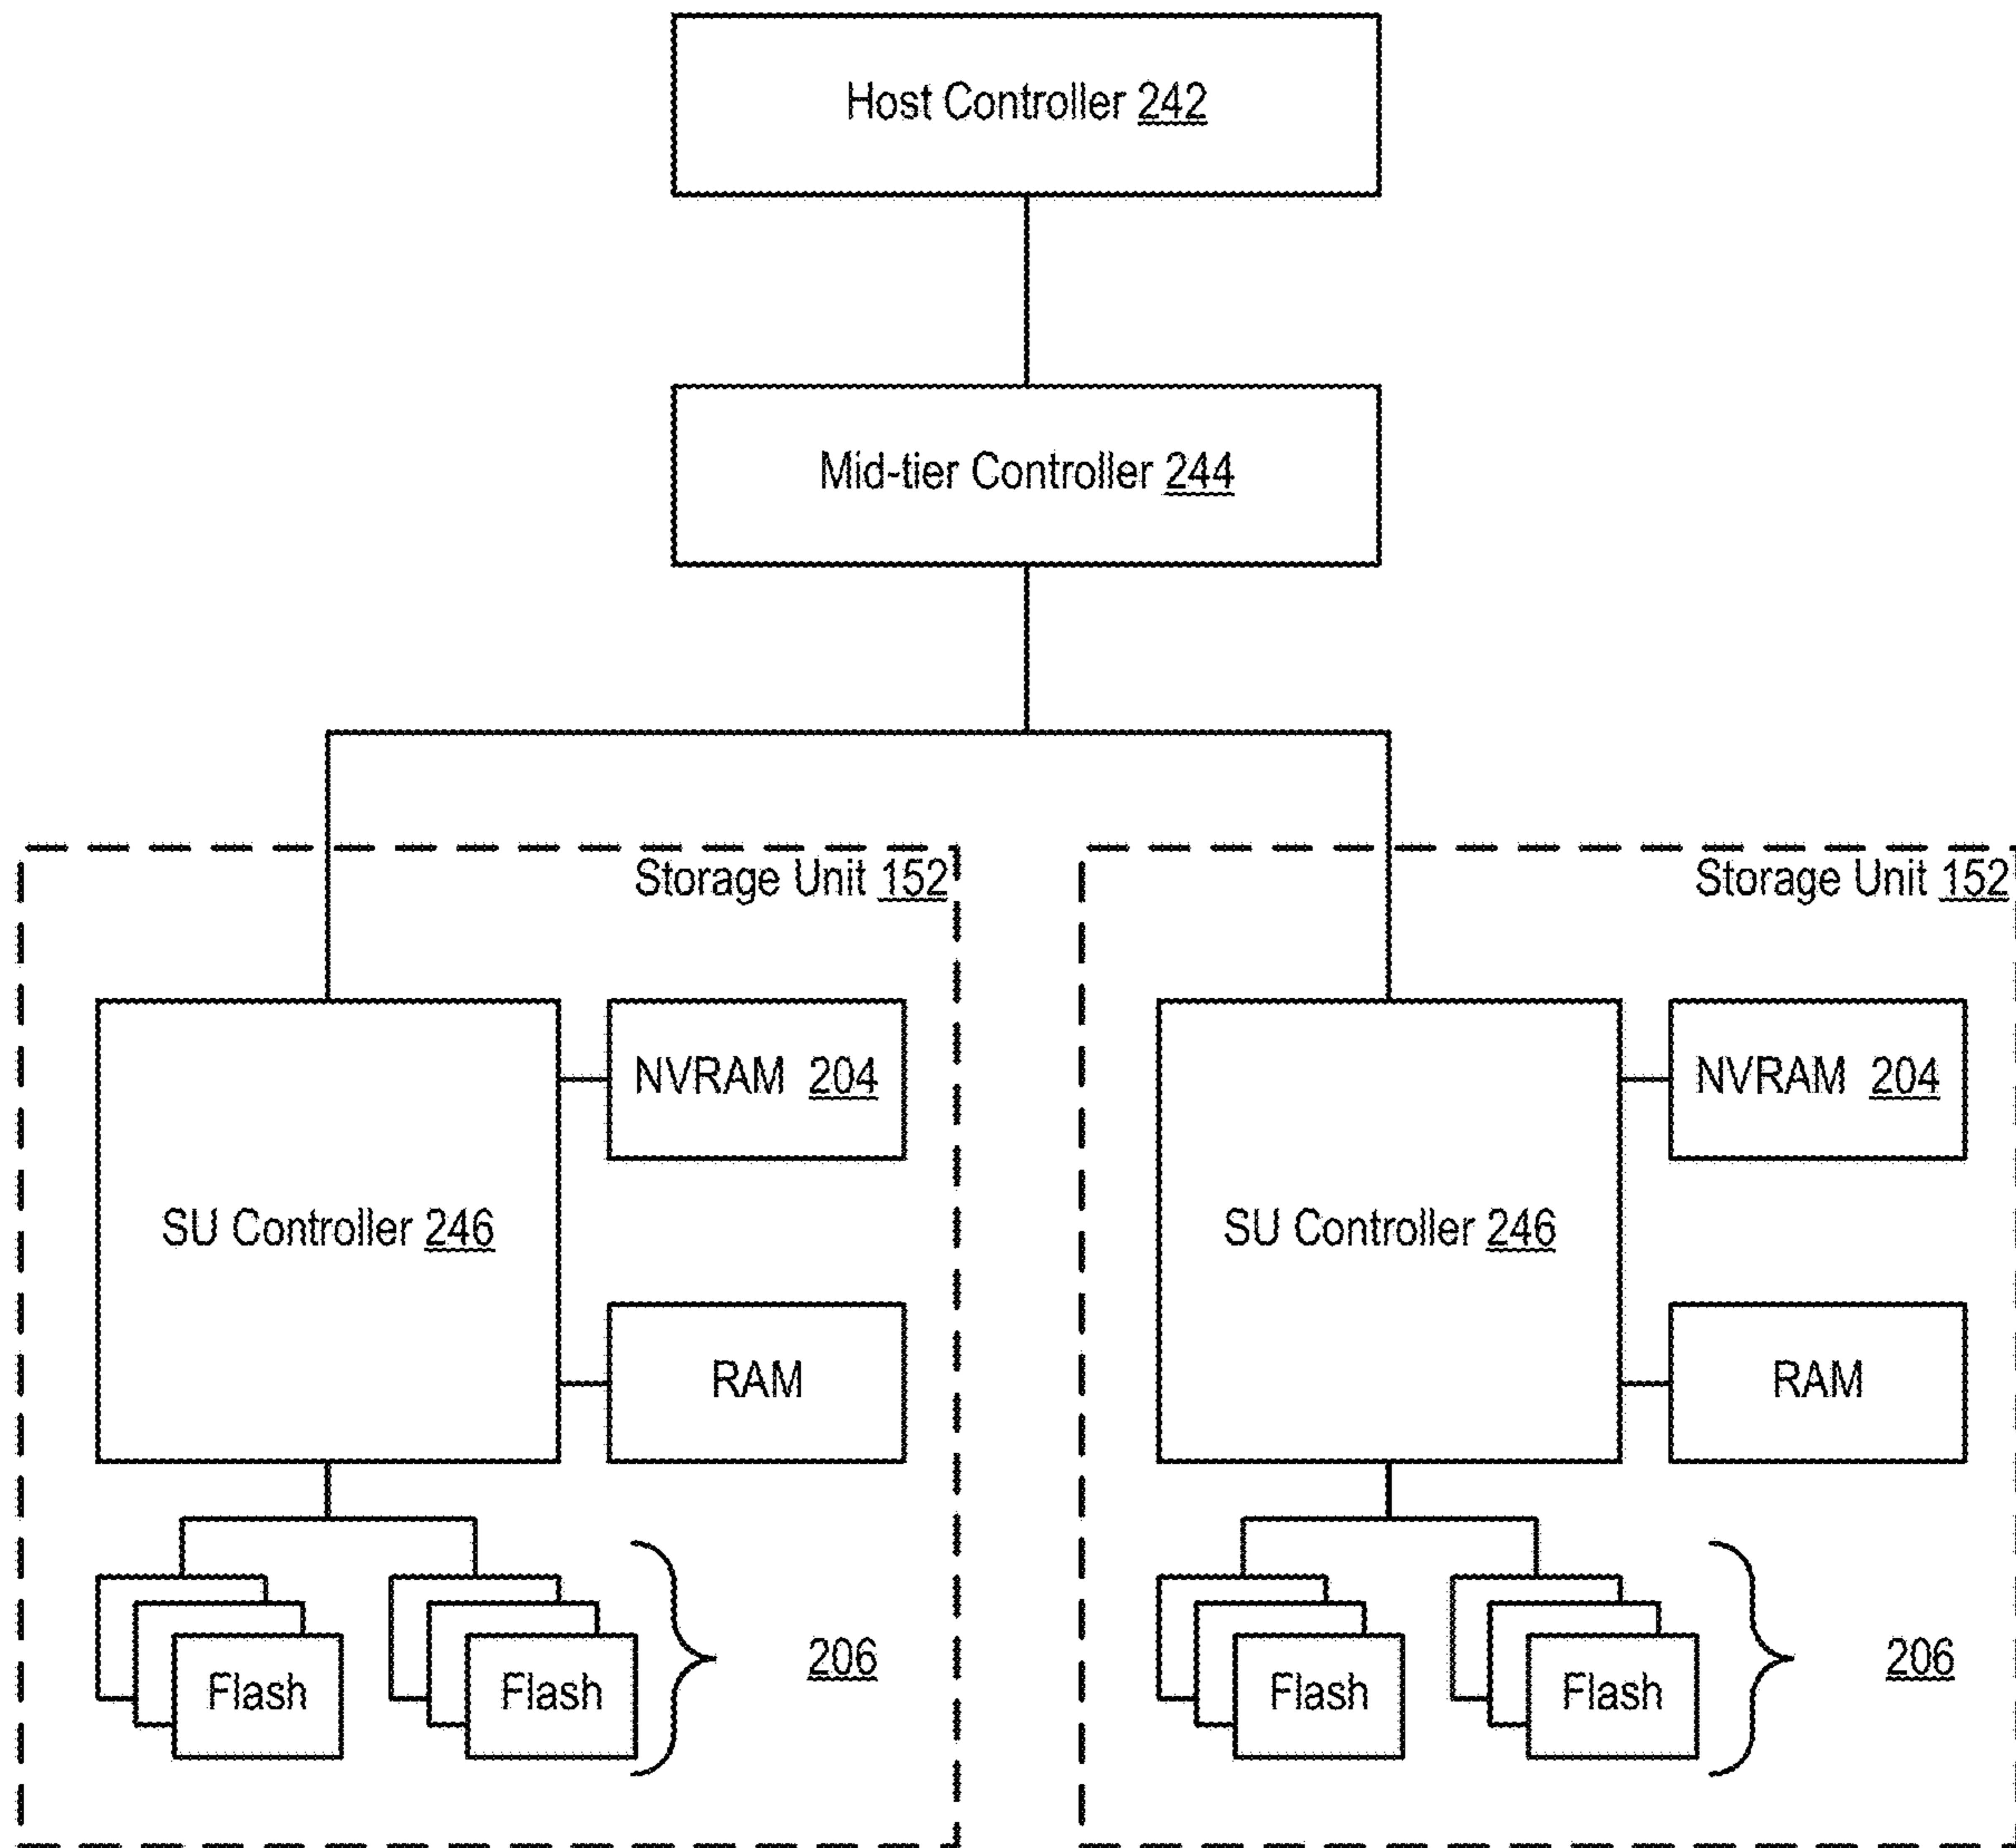 Host Controller 242
Mid-tier Controller 244
Storage Unit 152
NVRAM 204
SU Controller 246
RAM
Flash
Flash
206
Storage Unit 152
NVRAM 204
SU Controller 246
RAM
Flash
Flash
206